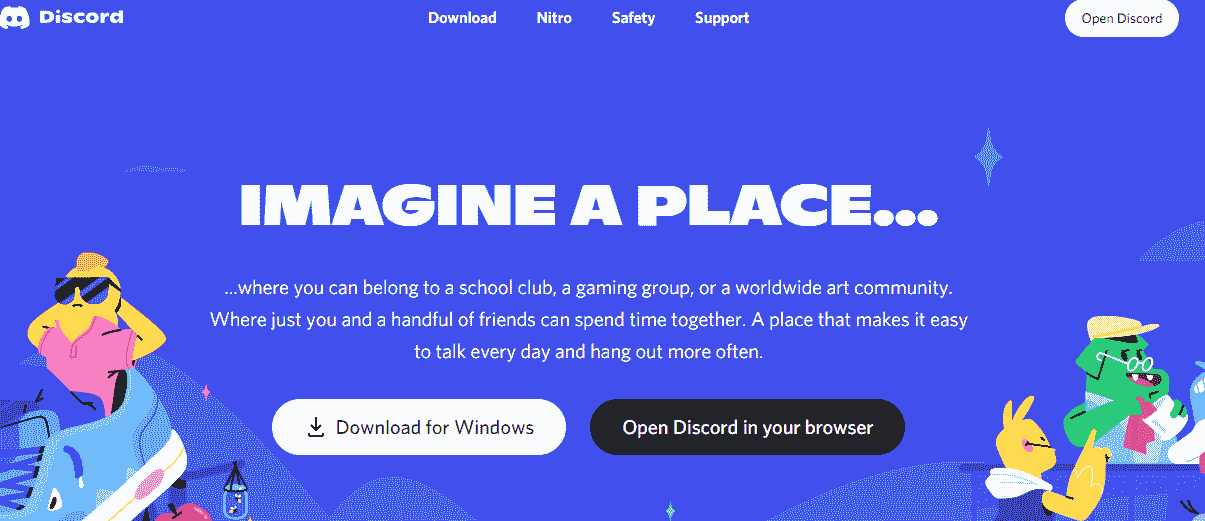 Discord
Download
Nitro
Safety
Support
Open Discord
IMAGINE A PLACE...
...where you can belong to a school club, a gaming group, or a worldwide art community.
Where just you and a handful of friends can spend time together. A place that makes it easy
to talk every day and hang out more often.
Download for Windows
Open Discord in your browser